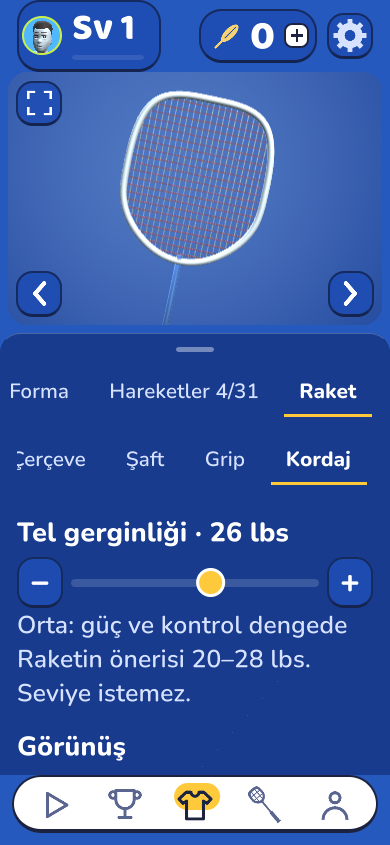 Sv 1
0
Forma Hareketler 4/31 Raket
Çerçeve Şaft Grip Kordaj
Tel gerginliği · 26 lbs
Orta: güç ve kontrol dengede
Raketin önerisi 20–28 lbs.
Seviye istemez.
Görünüş